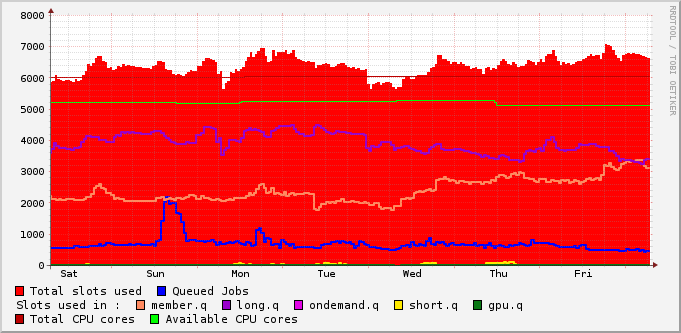 8000
7000
6000
5000
4000
3000
2000
1000
0
Sat Sun Mon Tue Wed Thu Fri
Total slots used Queued Jobs
Slots used in : member.q long.q ondemand.q short.q gpu.q
Total CPU cores Available CPU cores
RRDTOOL / TOBI OETIKER